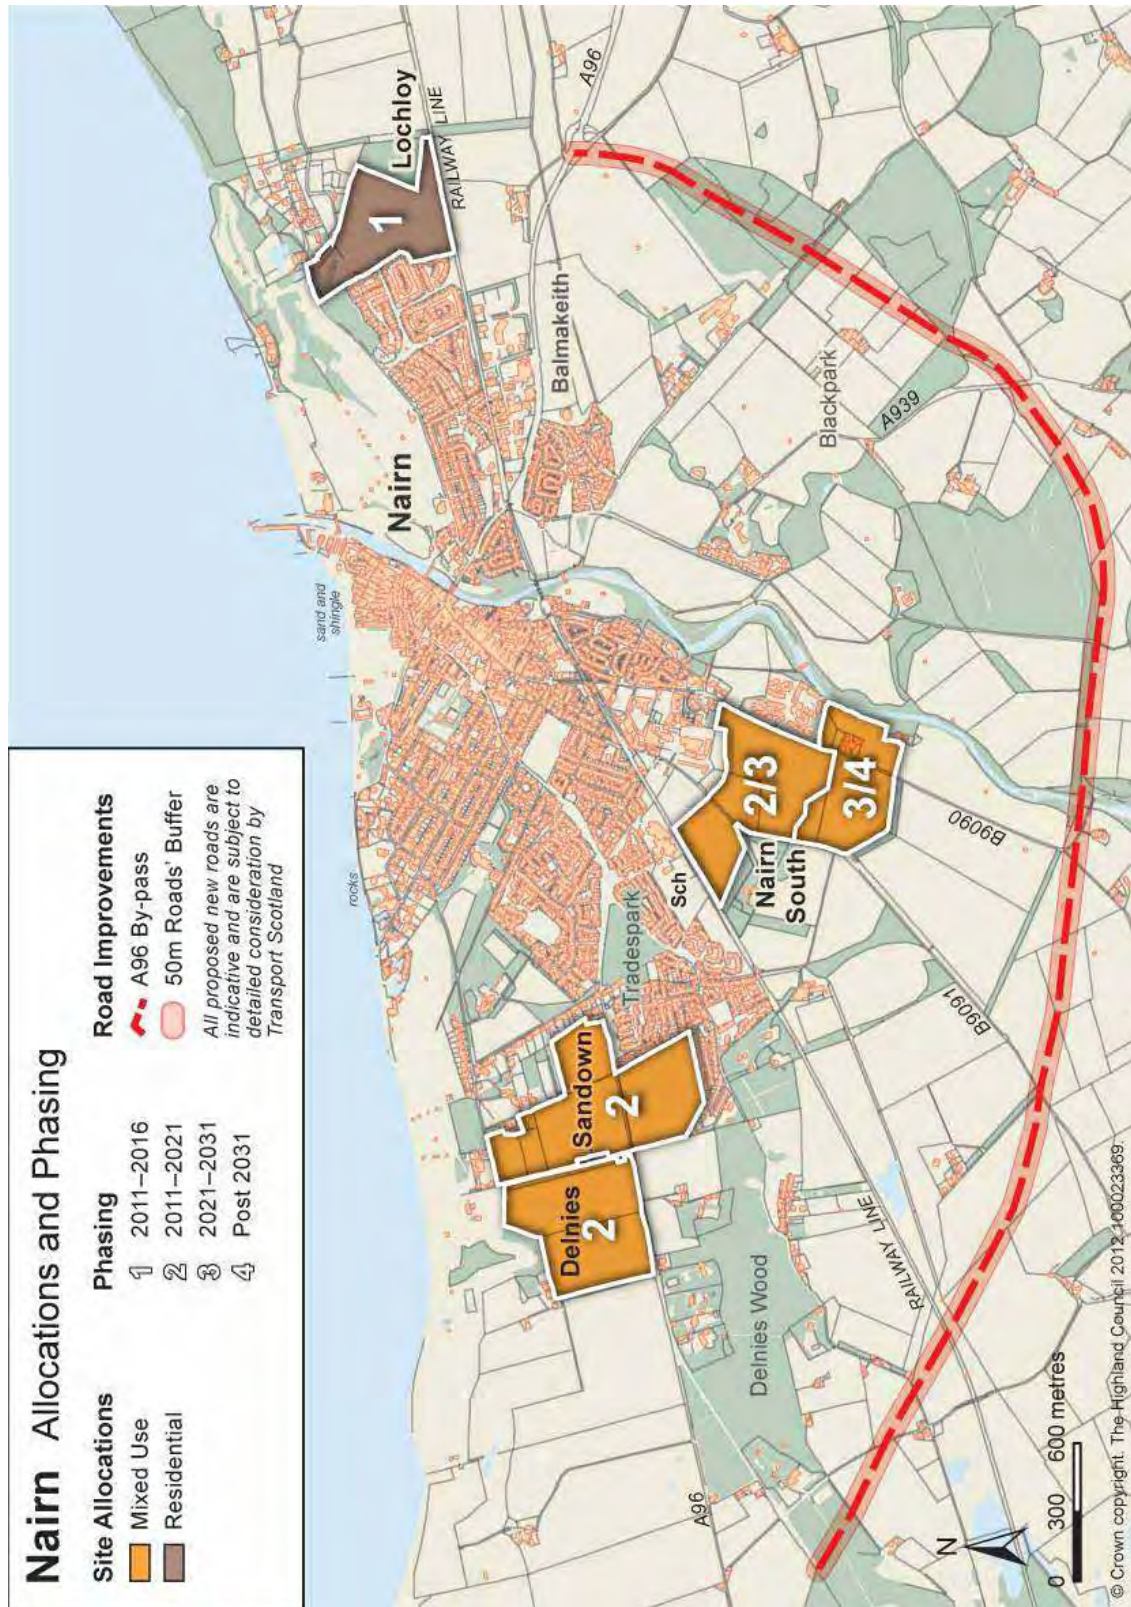 Nairn Allocations and Phasing
Site Allocations
Mixed Use
Residential
Phasing
1 2011–2016
2 2011–2021
3 2021–2031
4 Post 2031
Road Improvements
A96 By-pass
50m Roads' Buffer
All proposed new roads are
indicative and are subject to
detailed consideration by
Transport Scotland
rocks
sand and
shingle
Nairn
Lochloy
1
RAILWAY LINE
A96
Balmakeith
Blackpark
A939
Delnies
2
Sandown
2
Tradespark
Sch
Nairn
South
2/3
3/4
B9090
B9091
Delnies Wood
RAILWAY LINE
A96
N
0 300 600 metres
© Crown copyright. The Highland Council 2012 100023369.